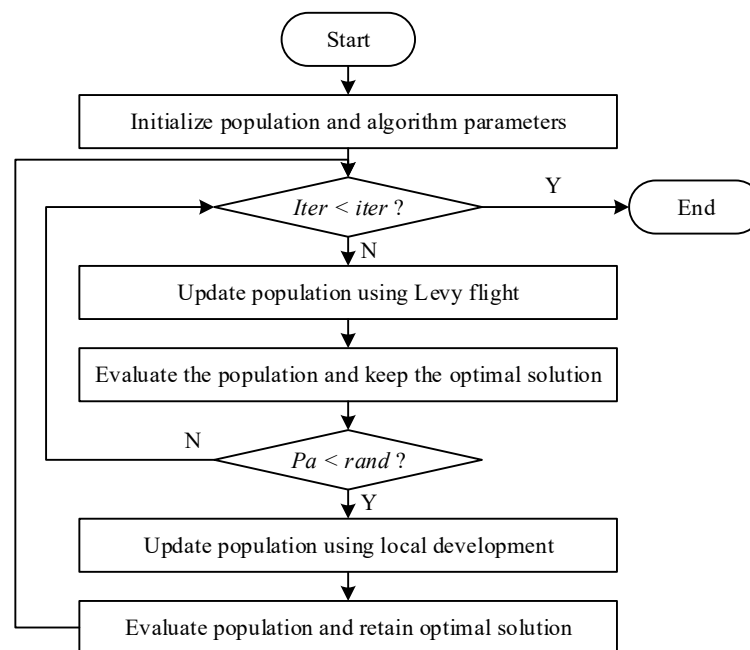 Start
Initialize population and algorithm parameters
Iter < iter ?
Y
End
N
Update population using Levy flight
Evaluate the population and keep the optimal solution
N
Pa < rand ?
Y
Update population using local development
Evaluate population and retain optimal solution